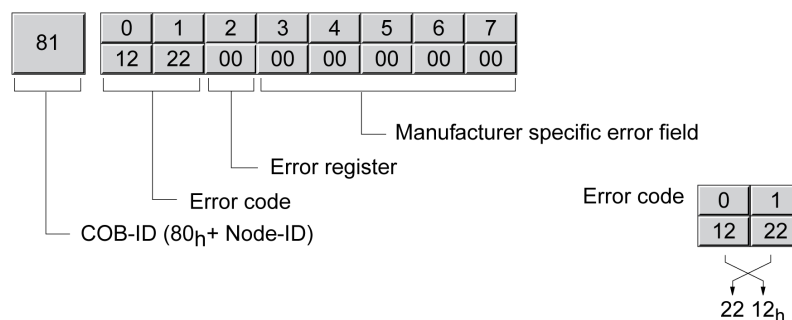 81
0 1 2 3 4 5 6 7
12 22 00 00 00 00 00 00
Manufacturer specific error field
Error register
Error code
COB-ID (80h+ Node-ID)
Error code
0 1
12 22
22 12h